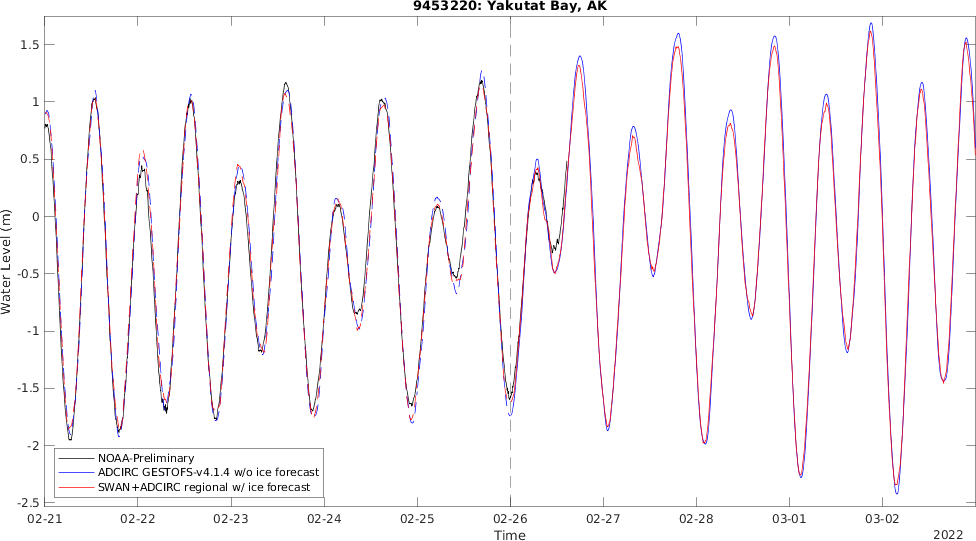 9453220: Yakutat Bay, AK
Water Level (m)
1.5
1
0.5
0
-0.5
-1
-1.5
-2
-2.5
NOAA-Preliminary
ADCIRC GESTOFS-v4.1.4 w/o ice forecast
SWAN+ADCIRC regional w/ ice forecast
02-21 02-22 02-23 02-24 02-25 02-26 02-27 02-28 03-01 03-02
Time
2022